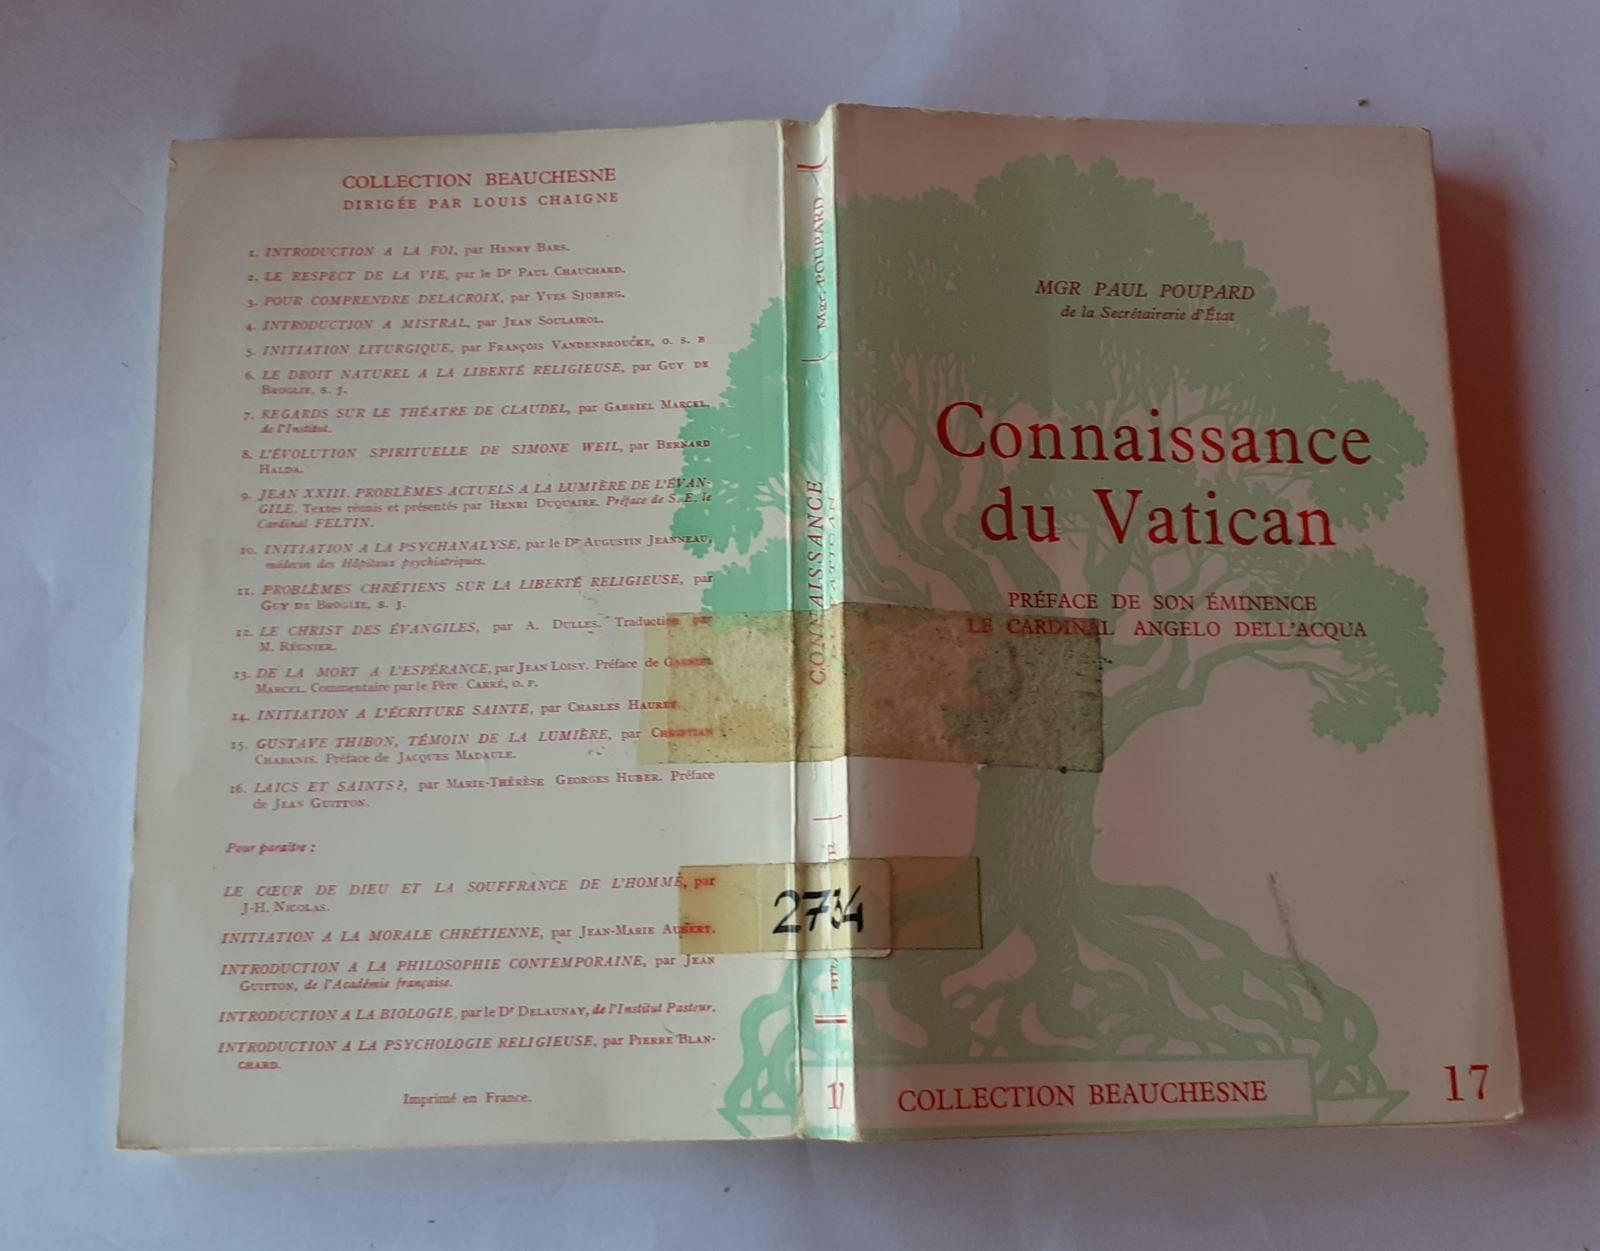 COLLECTION BEAUCHESNE
DIRIGÉE PAR LOUIS CHAIGNE
1. INTRODUCTION A LA FOI, par HENRY BARS.
2. LE RESPECT DE LA VIE, par le Dr PAUL CHAUCHARD.
3. POUR COMPRENDRE DELACROIX, par YVES SJOBERG.
4. INTRODUCTION A MISTRAL, par JEAN SOULAIROL.
5. INITIATION LITURGIQUE, par FRANÇOIS VANDENBROUCKE, O. S. B
6. LE DROIT NATUREL A LA LIBERTÉ RELIGIEUSE, par GUY DE
BROGLIE, S. J.
7. REGARDS SUR LE THÉATRE DE CLAUDEL, par GABRIEL MARCEL,
de l'Institut.
8. L'ÉVOLUTION SPIRITUELLE DE SIMONE WEIL, par BERNARD
HALDA.
9. JEAN XXIII. PROBLÈMES ACTUELS A LA LUMIÈRE DE L'ÉVAN-
GILE. Textes réunis et présentés par HENRI DUQUAIRE. Préface de S. E. le
Cardinal FELTIN.
10. INITIATION A LA PSYCHANALYSE, par le Dr AUGUSTIN JEANNEAU,
médecin des Hôpitaux psychiatriques.
11. PROBLÈMES CHRÉTIENS SUR LA LIBERTÉ RELIGIEUSE, par
GUY DE BROGLIE, S. J.
12. LE CHRIST DES ÉVANGILES, par A. DULLES. Traduction par
M. RÉGNIER.
13. DE LA MORT A L'ESPÉRANCE, par JEAN LOISY. Préface de GABRIEL
MARCEL. Commentaire par le Père CARRÉ, O. P.
14. INITIATION A L'ÉCRITURE SAINTE, par CHARLES HAURET
15. GUSTAVE THIBON, TÉMOIN DE LA LUMIÈRE, par CHRISTIAN
CHABANIS. Préface de JACQUES MADAULE.
16. LAICS ET SAINTS?, par MARIE-THÉRÈSE GEORGES HUBER. Préface
de JEAN GUITTON.
Pour paraître :
LE CŒUR DE DIEU ET LA SOUFFRANCE DE L'HOMME, par
J-H. NICOLAS.
INITIATION A LA MORALE CHRÉTIENNE, par JEAN-MARIE AUBERT.
INTRODUCTION A LA PHILOSOPHIE CONTEMPORAINE, par JEAN
GUITTON, de l'Académie française.
INTRODUCTION A LA BIOLOGIE, par le Dr DELAUNAY, de l'Institut Pasteur.
INTRODUCTION A LA PSYCHOLOGIE RELIGIEUSE, par PIERRE BLAN-
CHARD.
Imprimé en France.
Mgr. POUPARD
CONNAISSANCE
2734
17
MGR PAUL POUPARD
de la Secrétairerie d'État
Connaissance
du Vatican
PRÉFACE DE SON ÉMINENCE
LE CARDINAL ANGELO DELL'ACQUA
COLLECTION BEAUCHESNE
17